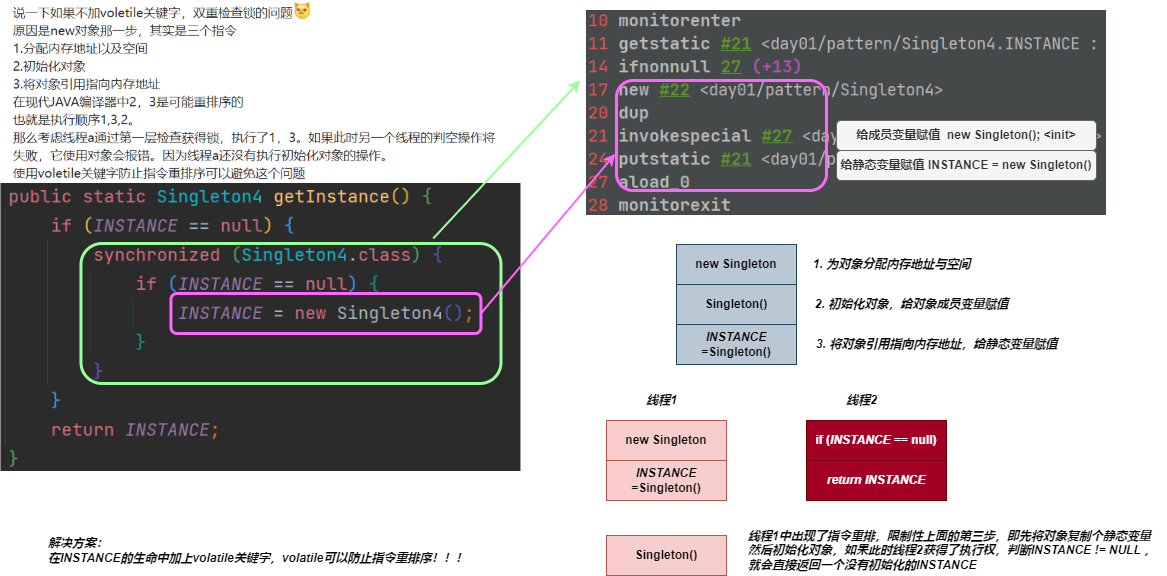 说一下如果不加voletile关键字，双重检查锁的问题
原因是new对象那一步，其实是三个指令
1.分配内存地址以及空间
2.初始化对象
3.将对象引用指向内存地址
在现代JAVA编译器中2，3是可能重排序的
也就是执行顺序1,3,2。
那么考虑线程a通过第一层检查获得锁，执行了1，3。如果此时另一个线程的判空操作将
失败，它使用对象会报错。因为线程a还没有执行初始化对象的操作。
使用voletile关键字防止指令重排序可以避免这个问题
public static Singleton4 getInstance() {
if (INSTANCE == null) {
synchronized (Singleton4.class) {
if (INSTANCE == null) {
INSTANCE = new Singleton4();
}
}
}
return INSTANCE;
}
10 monitorenter
11 getstatic #21 <day01/pattern/Singleton4.INSTANCE :
14 ifnonnull 27 (+13)
17 new #22 <day01/pattern/Singleton4>
20 dup
21 invokespecial #27 <day
24 putstatic #21 <day01/p
27 aload_0
28 monitorexit
给成员变量赋值 new Singleton(); <init>
>
给静态变量赋值 INSTANCE = new Singleton()
new Singleton
1. 为对象分配内存地址与空间
Singleton()
2. 初始化对象，给对象成员变量赋值
INSTANCE
=Singleton()
3. 将对象引用指向内存地址，给静态变量赋值
线程1
线程2
new Singleton
INSTANCE
=Singleton()
if (INSTANCE == null)
return INSTANCE
Singleton()
线程1中出现了指令重排，限制性上面的第三步，即先将对象复制个静态变量
然后初始化对象，如果此时线程2获得了执行权，判断INSTANCE != NULL，
就会直接返回一个没有初始化的INSTANCE
解决方案：
在INSTANCE的生命中加上volatile关键字，volatile可以防止指令重排序！！！